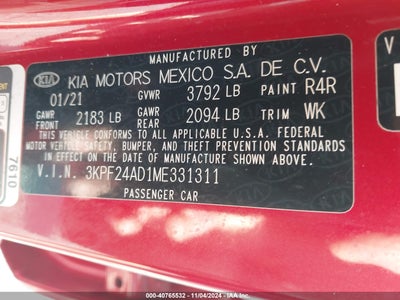 MANUFACTURED BY
KIA KIA MOTORS MEXICO S.A. DE C.V.
01/21 GVWR 3792 LB PAINT R4R
GAWR FRONT 2183 LB GAWR REAR 2094 LB TRIM WK
THIS VEHICLE CONFORMS TO ALL APPLICABLE U.S.A. FEDERAL
MOTOR VEHICLE SAFETY, BUMPER, AND THEFT PREVENTION STANDARDS
IN EFFECT ON THE DATE OF MANUFACTURE SHOWN ABOVE.
V.I.N. 3KPF24AD1ME331311
PASSENGER CAR
7610
000-40765532 - 11/04/2024 - IAA